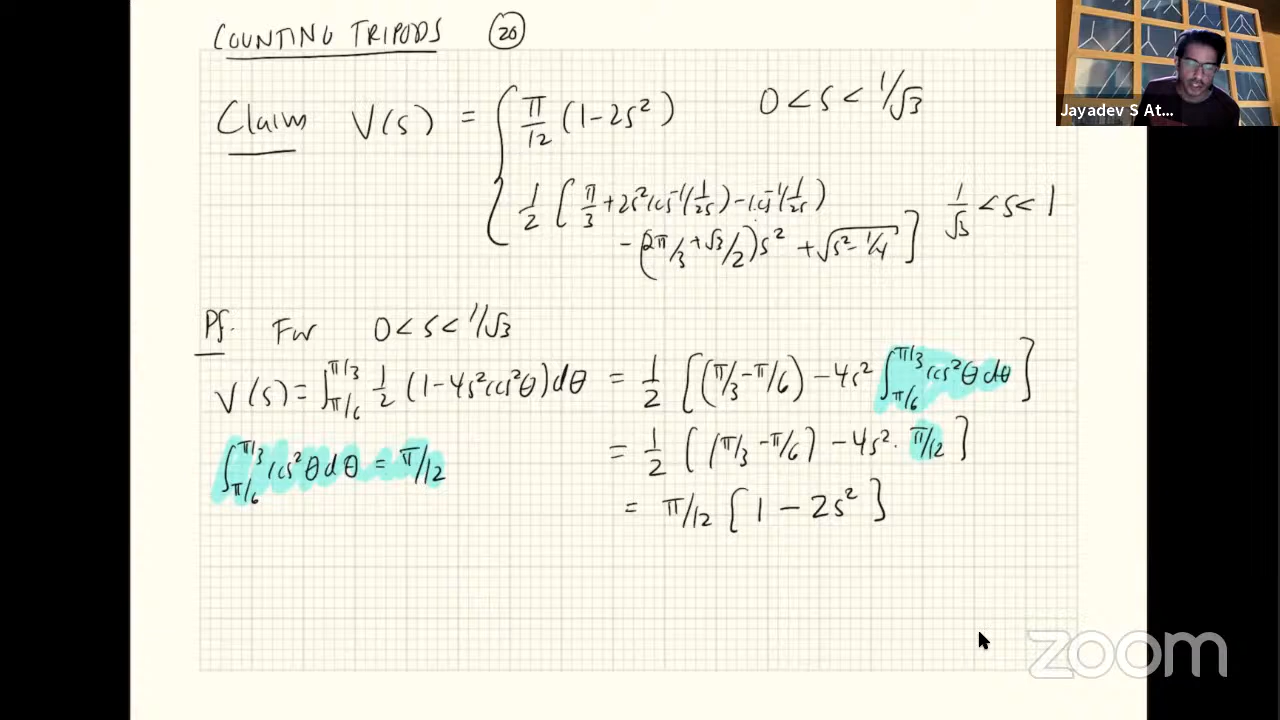 COUNTING TRIPODS (20)
Jayadev S At...
Claim V(s) = { π/12 (1-2s²) 0 < s < 1/√3
1/2 [ π/3 + 2s² cos⁻¹(1/2s) - cos⁻¹(1/2s)
- (2π/3 + √3/2)s² + √(s² - 1/4) ] 1/√3 < s < 1
Pf. For 0 < s < 1/√3
V(s) = ∫_{π/6}^{π/3} 1/2 (1-4s²cos²θ)dθ = 1/2 [(π/3 - π/6) - 4s² ∫_{π/6}^{π/3} cos²θ dθ]
∫_{π/6}^{π/3} cos²θ dθ = π/12 = 1/2 [(π/3 - π/6) - 4s² · π/12]
= π/12 [1 - 2s²]
zoom